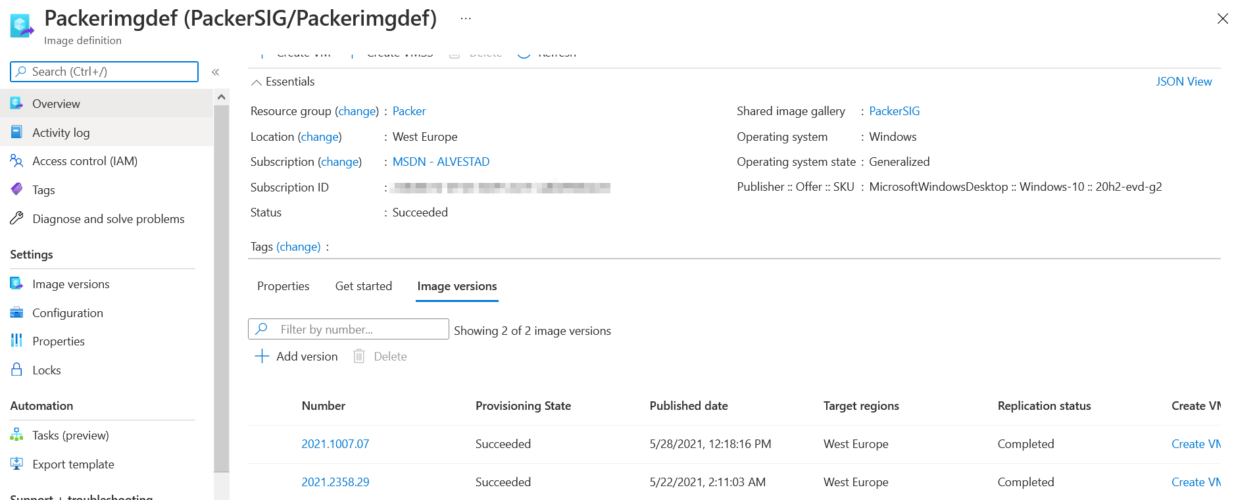 Packerimgdef (PackerSIG/Packerimgdef) ...
Image definition
Search (Ctrl+/)
Overview
Activity log
Access control (IAM)
Tags
Diagnose and solve problems
Settings
Image versions
Configuration
Properties
Locks
Automation
Tasks (preview)
Export template
Support + troubleshooting
Create VM Create VMSS Delete Refresh
Essentials JSON View
Resource group (change) : Packer
Location (change) : West Europe
Subscription (change) : MSDN - ALVESTAD
Subscription ID :
Status : Succeeded
Shared image gallery : PackerSIG
Operating system : Windows
Operating system state : Generalized
Publisher :: Offer :: SKU : MicrosoftWindowsDesktop :: Windows-10 :: 20h2-evd-g2
Tags (change) :
Properties Get started Image versions
Filter by number... Showing 2 of 2 image versions
Add version Delete
Number Provisioning State Published date Target regions Replication status Create VM
2021.1007.07 Succeeded 5/28/2021, 12:18:16 PM West Europe Completed Create VM
2021.2358.29 Succeeded 5/22/2021, 2:11:03 AM West Europe Completed Create VM